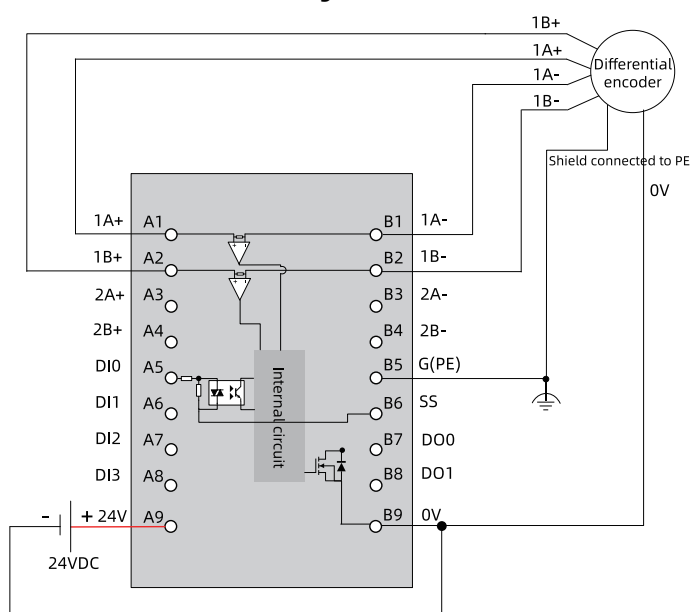 1B+
1A+
1A-
1B-
Differential
encoder
Shield connected to PE
0V
1A+ A1 B1 1A-
1B+ A2 B2 1B-
2A+ A3 B3 2A-
2B+ A4 B4 2B-
DI0 A5 B5 G(PE)
DI1 A6 B6 SS
DI2 A7 B7 DO0
DI3 A8 B8 DO1
- + 24V A9 B9 0V
24VDC
Internal circuit